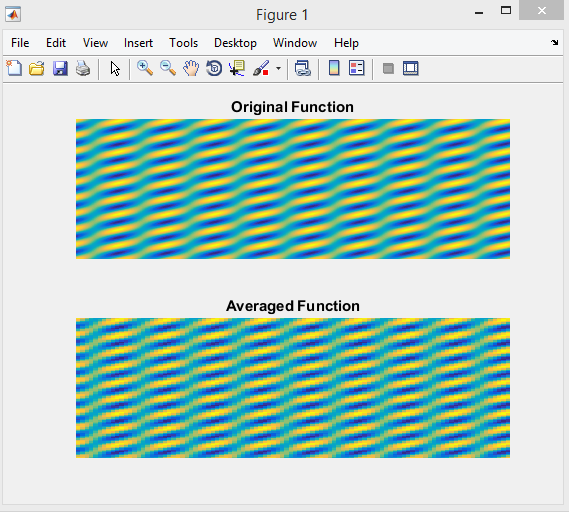 Figure 1
File Edit View Insert Tools Desktop Window Help
Original Function
Averaged Function